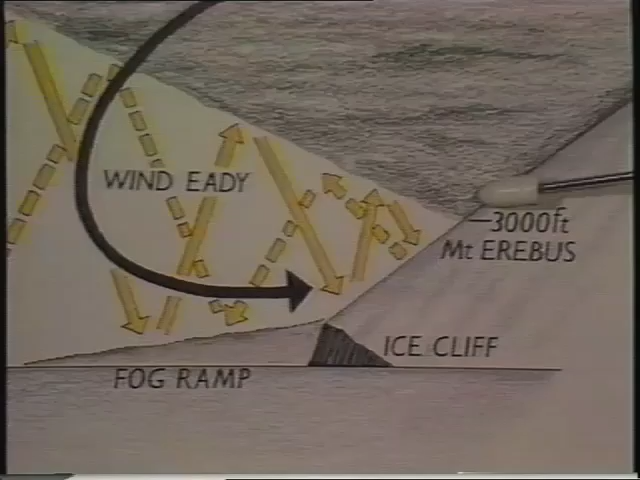 WIND EADY
—3000ft
Mt EREBUS
ICE CLIFF
FOG RAMP